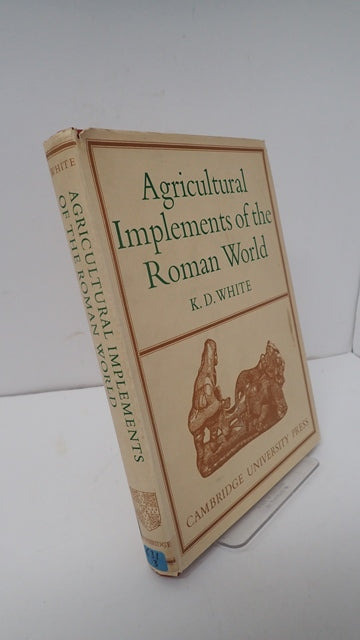 Agricultural
Implements of the
Roman World
K. D. WHITE
CAMBRIDGE UNIVERSITY PRESS
WHITE
AGRICULTURAL IMPLEMENTS
OF THE ROMAN WORLD